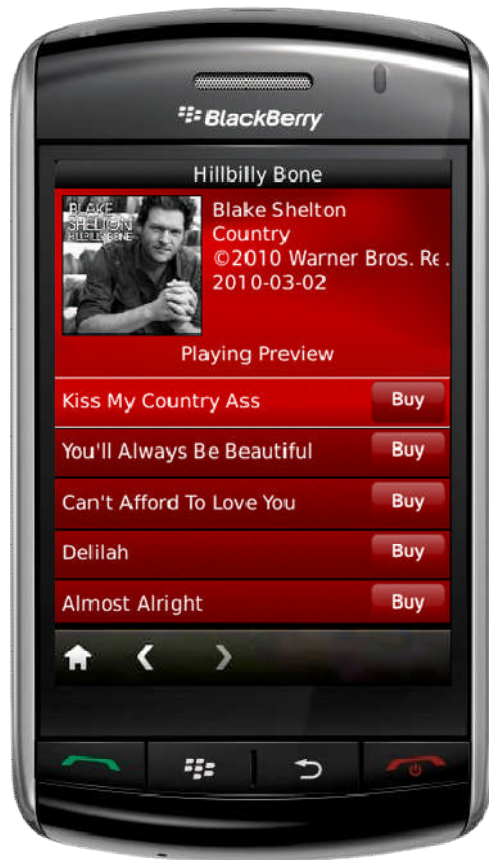 BlackBerry
Hillbilly Bone
BLAKE
SHELTON
HILLBILLY BONE
Blake Shelton
Country
©2010 Warner Bros. Re .
2010-03-02
Playing Preview
Kiss My Country Ass Buy
You'll Always Be Beautiful Buy
Can't Afford To Love You Buy
Delilah Buy
Almost Alright Buy